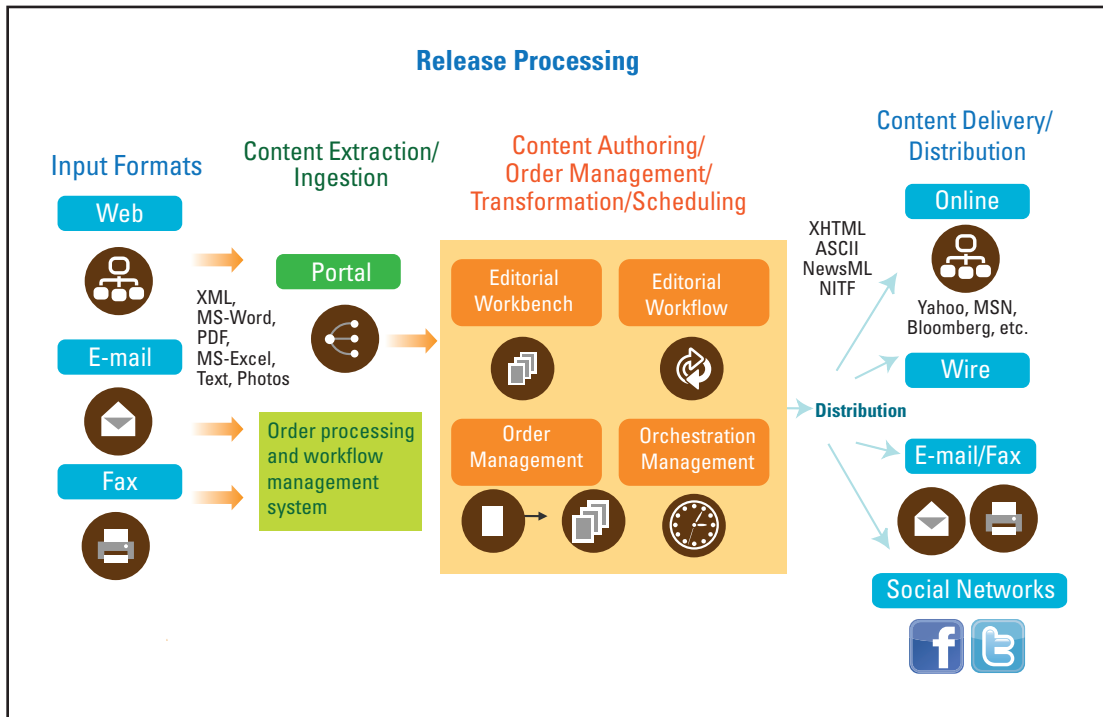 Release Processing
Input Formats
Web
E-mail
Fax
XML,
MS-Word,
PDF,
MS-Excel,
Text, Photos
Content Extraction/
Ingestion
Portal
Order processing
and workflow
management
system
Content Authoring/
Order Management/
Transformation/Scheduling
Editorial
Workbench
Editorial
Workflow
Order
Management
Orchestration
Management
Distribution
XHTML
ASCII
NewsML
NITF
Content Delivery/
Distribution
Online
Yahoo, MSN,
Bloomberg, etc.
Wire
E-mail/Fax
Social Networks
f
t